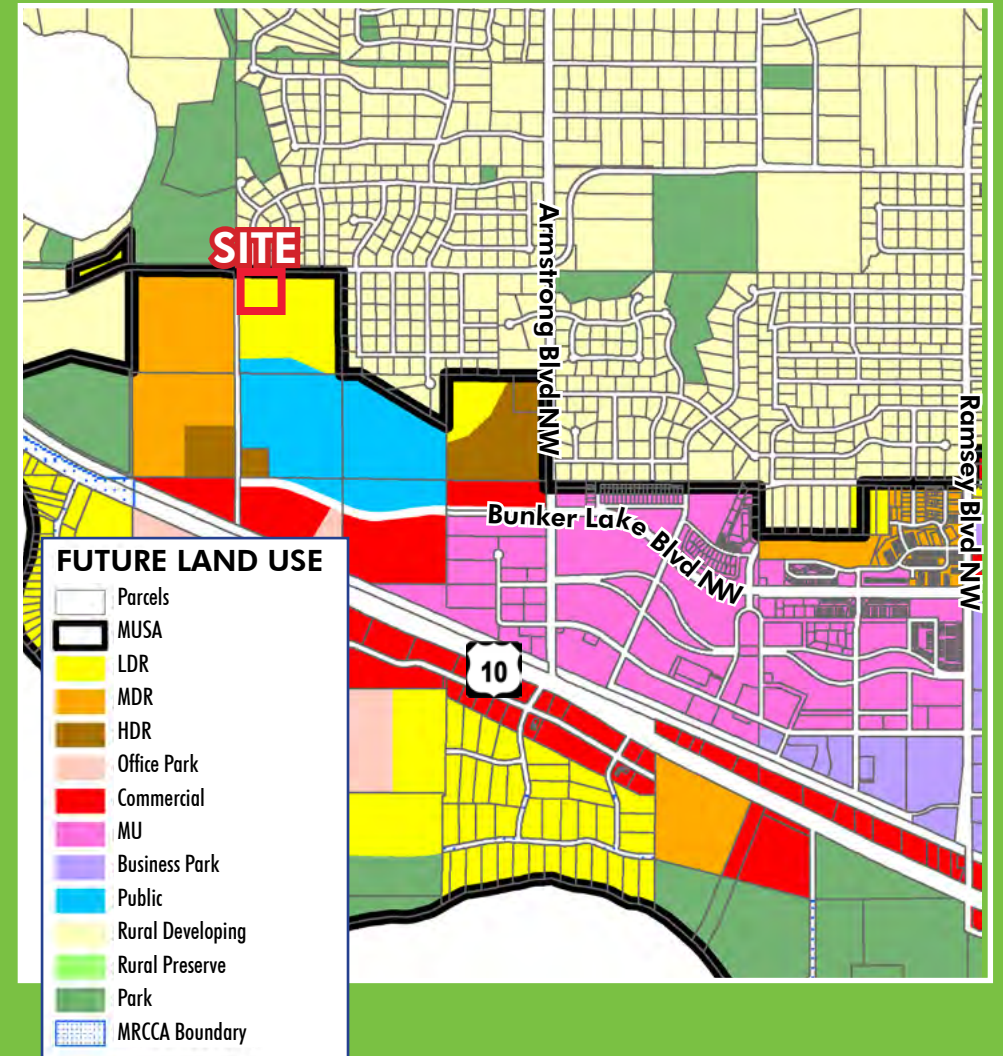 SITE
Armstrong Blvd NW
Ramsey Blvd NW
Bunker Lake Blvd NW
10
FUTURE LAND USE
Parcels
MUSA
LDR
MDR
HDR
Office Park
Commercial
MU
Business Park
Public
Rural Developing
Rural Preserve
Park
MRCCA Boundary